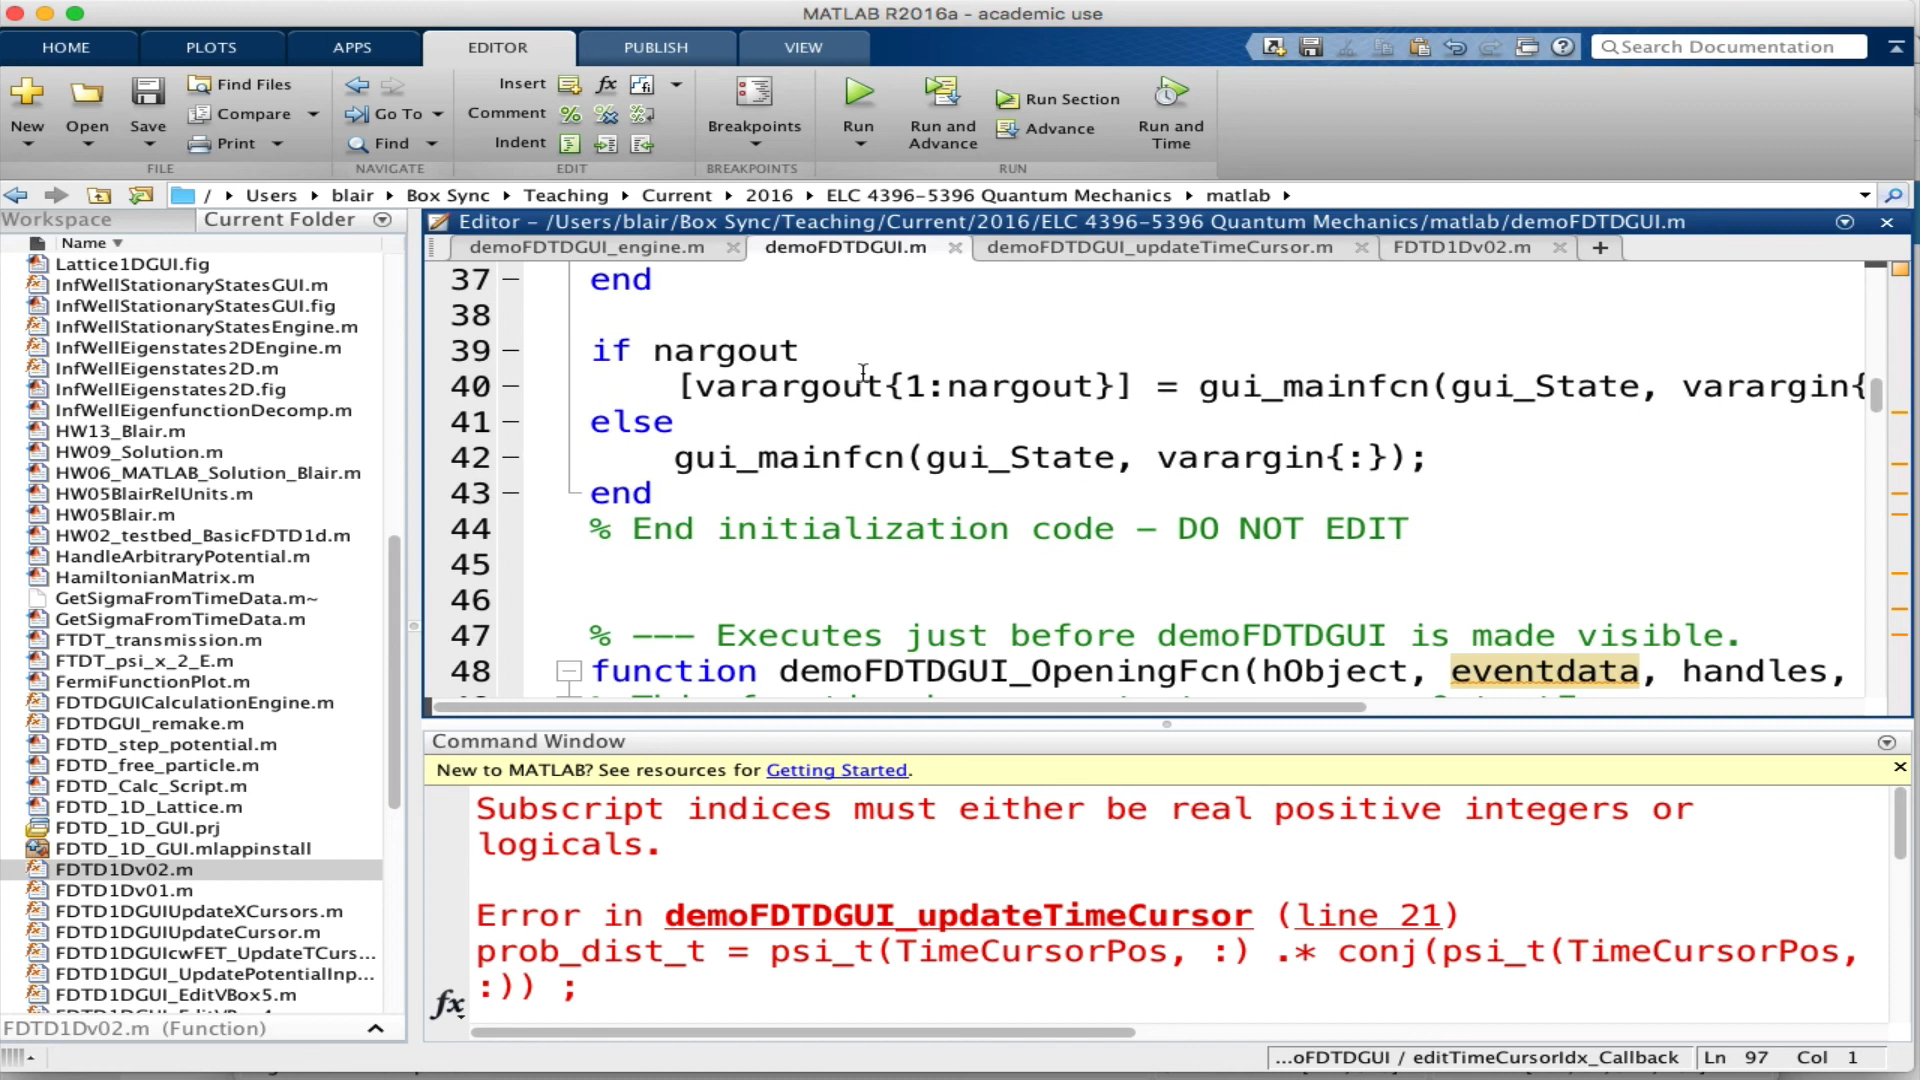 MATLAB R2016a - academic use
HOME PLOTS APPS EDITOR PUBLISH VIEW
Search Documentation
New Open Save Find Files Compare Print
FILE
Go To Find
NAVIGATE
Insert fx
Comment
Indent
EDIT
Breakpoints
BREAKPOINTS
Run Run and Advance Run Section Advance Run and Time
RUN
/ Users blair Box Sync Teaching Current 2016 ELC 4396-5396 Quantum Mechanics matlab
Workspace Current Folder
Name
Lattice1DGUI.fig
InfWellStationaryStatesGUI.m
InfWellStationaryStatesGUI.fig
InfWellStationaryStatesEngine.m
InfWellEigenstates2DEngine.m
InfWellEigenstates2D.m
InfWellEigenstates2D.fig
InfWellEigenfunctionDecomp.m
HW13_Blair.m
HW09_Solution.m
HW06_MATLAB_Solution_Blair.m
HW05BlairRelUnits.m
HW05Blair.m
HW02_testbed_BasicFDTD1d.m
HandleArbitraryPotential.m
HamiltonianMatrix.m
GetSigmaFromTimeData.m~
GetSigmaFromTimeData.m
FTDT_transmission.m
FTDT_psi_x_2_E.m
FermiFunctionPlot.m
FDTDGUICalculationEngine.m
FDTDGUI_remake.m
FDTD_step_potential.m
FDTD_free_particle.m
FDTD_Calc_Script.m
FDTD_1D_Lattice.m
FDTD_1D_GUI.prj
FDTD_1D_GUI.mlappinstall
FDTD1Dv02.m
FDTD1Dv01.m
FDTD1DGUIUpdateXCursors.m
FDTD1DGUIUpdateCursor.m
FDTD1DGUIcwFET_UpdateTCurs...
FDTD1DGUI_UpdatePotentialInp...
FDTD1DGUI_EditVBox5.m
FDTD1Dv02.m (Function)
Editor - /Users/blair/Box Sync/Teaching/Current/2016/ELC 4396-5396 Quantum Mechanics/matlab/demoFDTDGUI.m
demoFDTDGUI_engine.m demoFDTDGUI.m demoFDTDGUI_updateTimeCursor.m FDTD1Dv02.m +
37 - end
38
39 - if nargout
40 - [varargout{1:nargout}] = gui_mainfcn(gui_State, varargin{
41 - else
42 - gui_mainfcn(gui_State, varargin{:});
43 - end
44 % End initialization code - DO NOT EDIT
45
46
47 % --- Executes just before demoFDTDGUI is made visible.
48 function demoFDTDGUI_OpeningFcn(hObject, eventdata, handles,
Command Window
New to MATLAB? See resources for Getting Started.
Subscript indices must either be real positive integers or
logicals.
Error in demoFDTDGUI_updateTimeCursor (line 21)
prob_dist_t = psi_t(TimeCursorPos, :) .* conj(psi_t(TimeCursorPos,
:)) ;
fx
...oFDTDGUI / editTimeCursorIdx_Callback Ln 97 Col 1